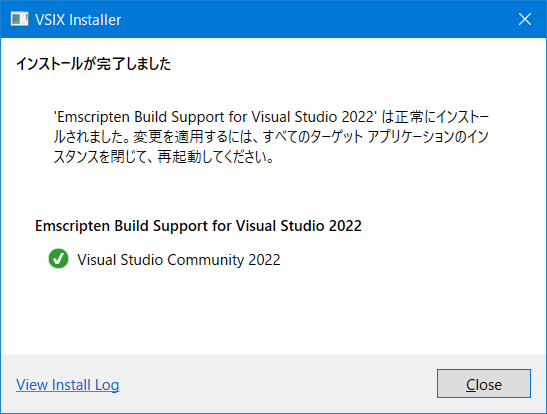 VSIX Installer
インストールが完了しました
'Emscripten Build Support for Visual Studio 2022' は正常にインストー
ルされました。変更を適用するには、すべてのターゲット アプリケーションのイン
スタンスを閉じて、再起動してください。
Emscripten Build Support for Visual Studio 2022
Visual Studio Community 2022
View Install Log
Close